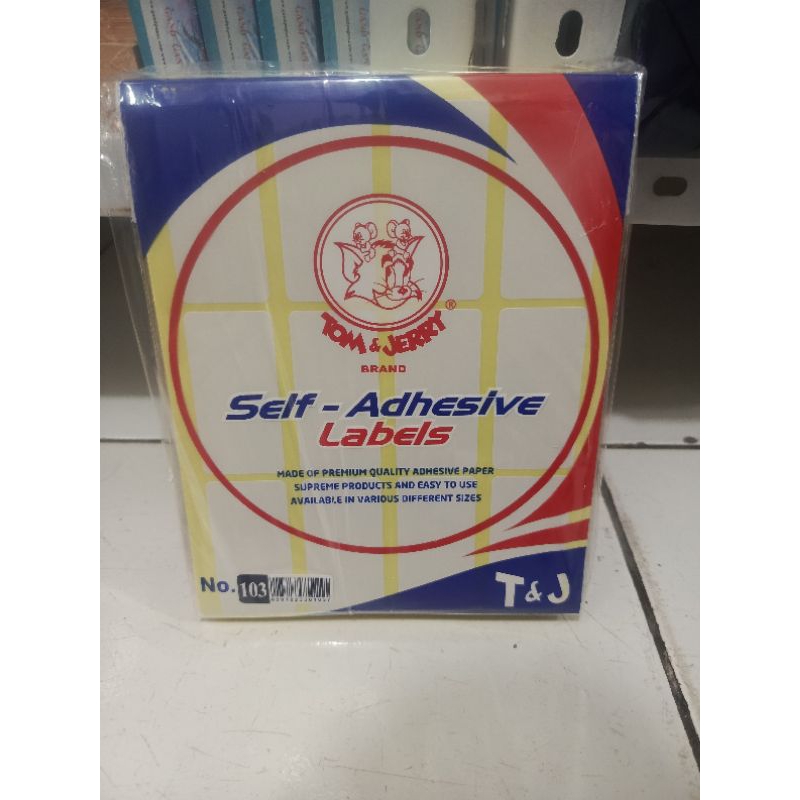 TOM & JERRY ®
BRAND
Self - Adhesive
Labels
MADE OF PREMIUM QUALITY ADHESIVE PAPER
SUPREME PRODUCTS AND EASY TO USE
AVAILABLE IN VARIOUS DIFFERENT SIZES
No. 103
T & J